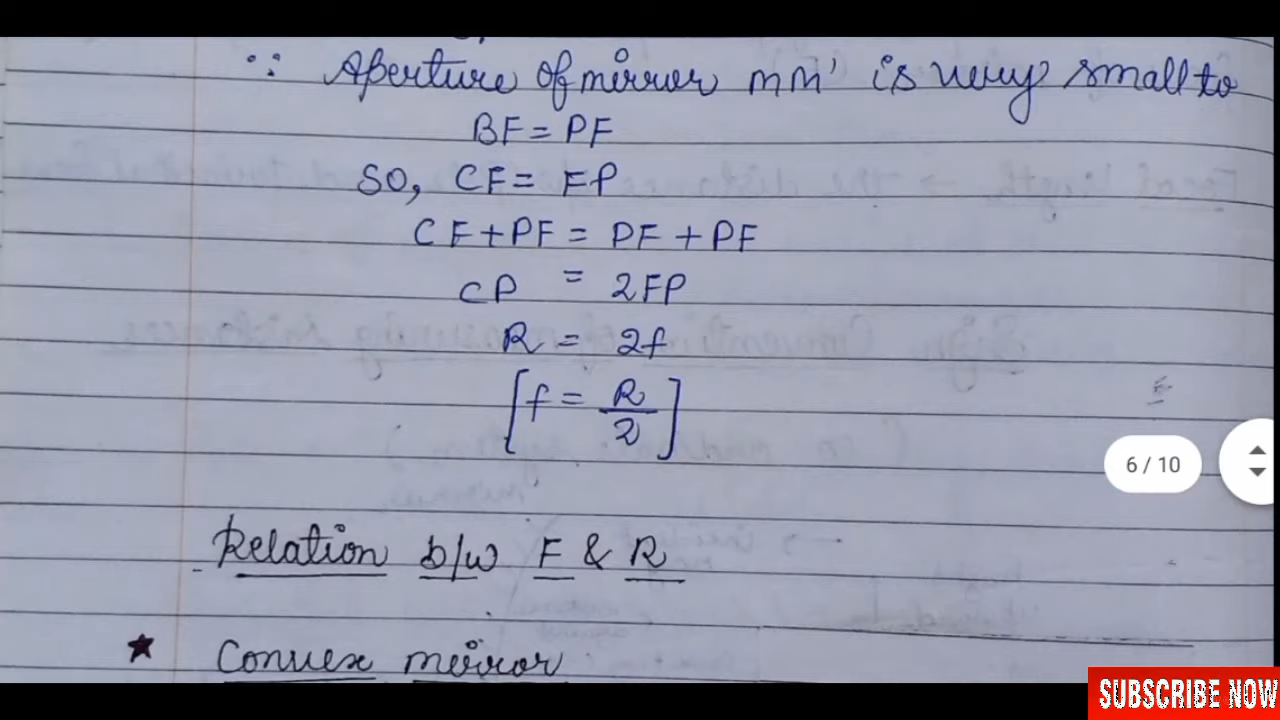 ∵ Aperture of mirror MM' is very small to
BF = PF
SO, CF = FP
CF + PF = PF + PF
CP = 2FP
R = 2f
[f = R/2]
6 / 10
Relation b/w F & R
★ Convex mirror
SUBSCRIBE NOW